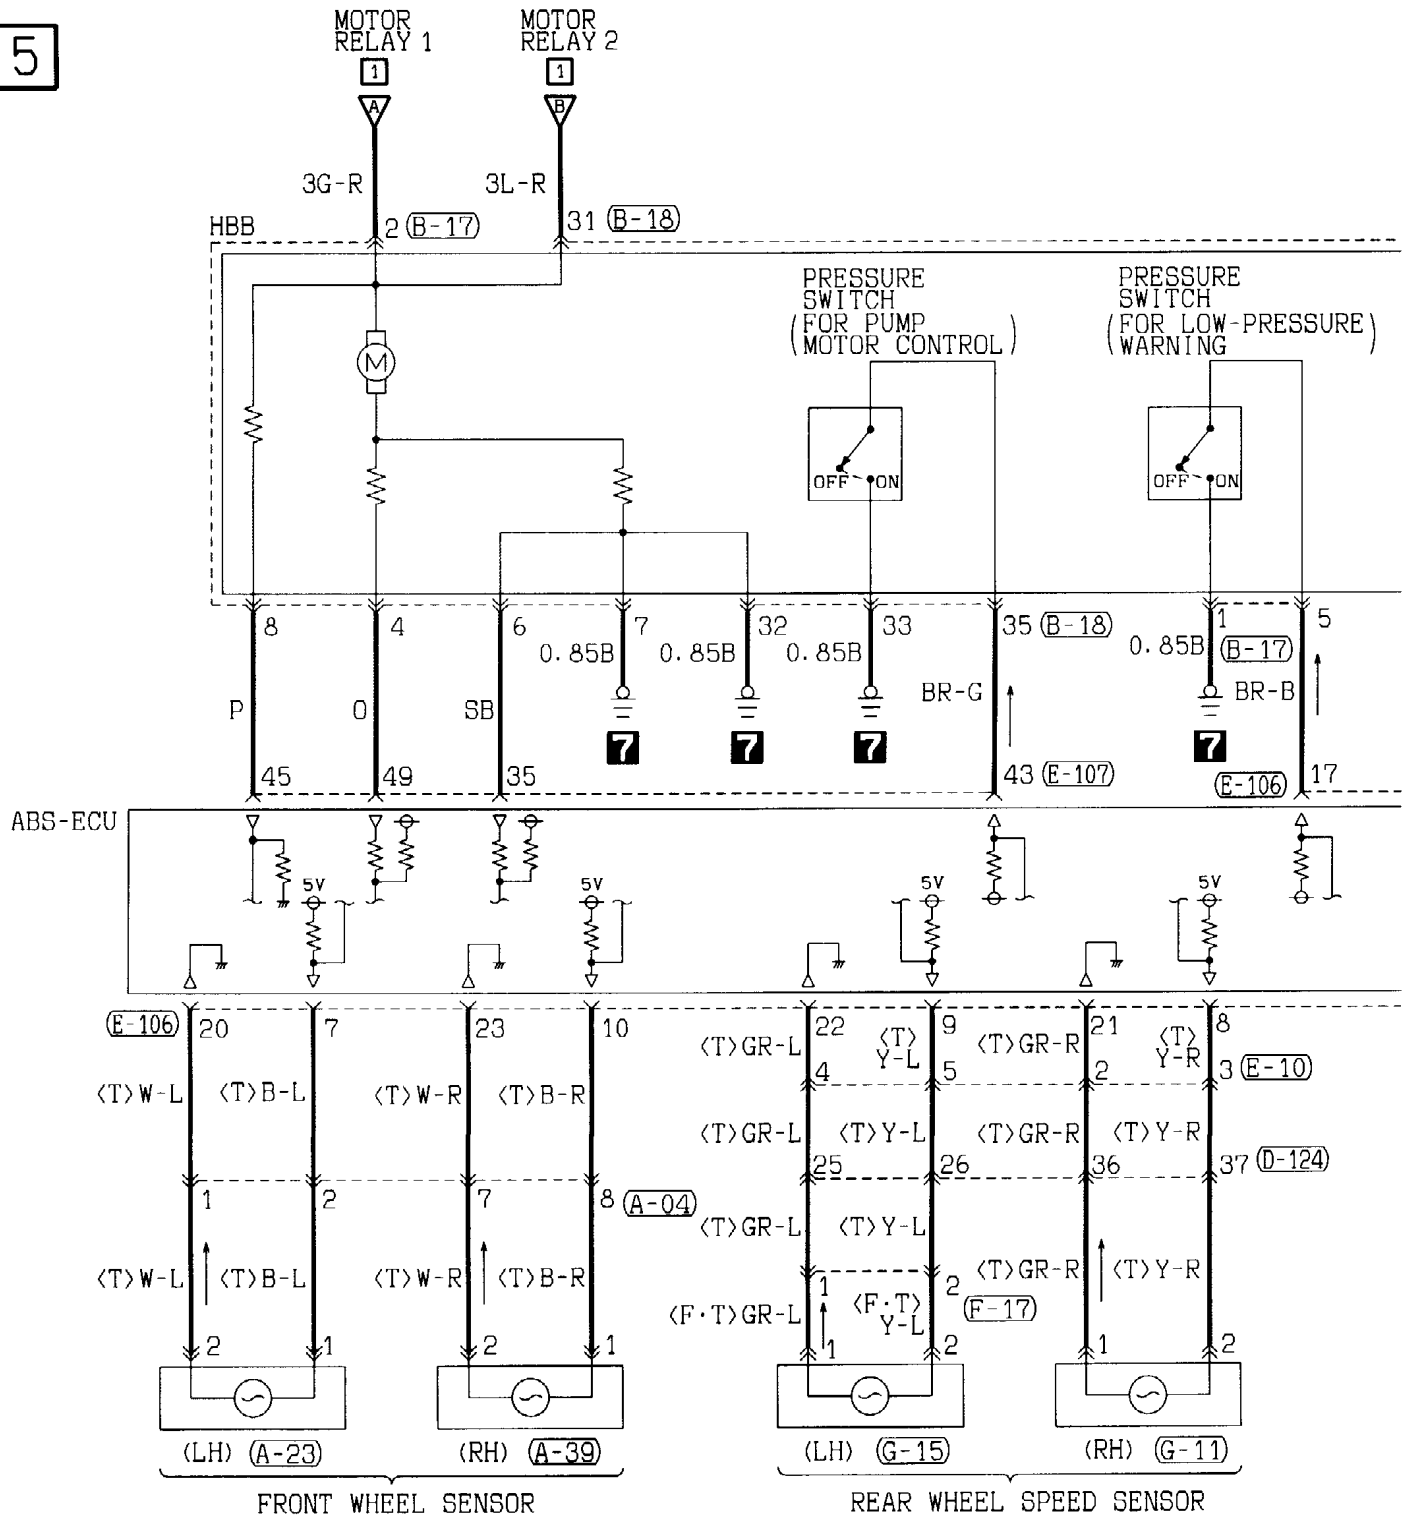 5
MOTOR RELAY 1
MOTOR RELAY 2
1
1
A
B
3G-R
3L-R
HBB
2 (B-17)
31 (B-18)
PRESSURE
SWITCH
(FOR PUMP
MOTOR CONTROL)
PRESSURE
SWITCH
(FOR LOW-PRESSURE
WARNING)
M
OFF ON
OFF ON
8
4
6
7
32
33
35 (B-18)
1
5
0.85B
0.85B
0.85B
0.85B (B-17)
P
O
SB
BR-G
BR-B
7
7
7
7
45
49
35
43 (E-107)
(E-106) 17
ABS-ECU
5V
5V
5V
5V
(E-106) 20
7
23
10
22
9
21
8
<T>GR-L
<T>
Y-L
<T>GR-R
<T>
Y-R
4
5
2
3 (E-10)
<T>W-L
<T>B-L
<T>W-R
<T>B-R
<T>GR-L
<T>Y-L
<T>GR-R
<T>Y-R
25
26
36
37 (D-124)
1
2
7
8 (A-04)
<T>GR-L
<T>Y-L
<T>W-L
<T>B-L
<T>W-R
<T>B-R
<T>GR-R
<T>Y-R
1
2
(F-17)
<F·T>GR-L
<F·T>
Y-L
2
1
2
1
1
2
1
2
(LH) (A-23)
(RH) (A-39)
(LH) (G-15)
(RH) (G-11)
FRONT WHEEL SENSOR
REAR WHEEL SPEED SENSOR